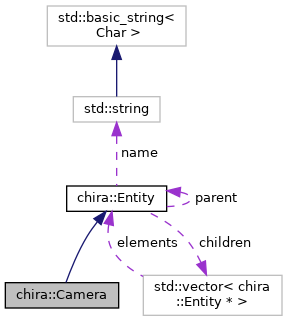 std::basic_string<
Char >
std::string
name
chira::Entity
parent
elements
children
chira::Camera
std::vector< chira
::Entity * >